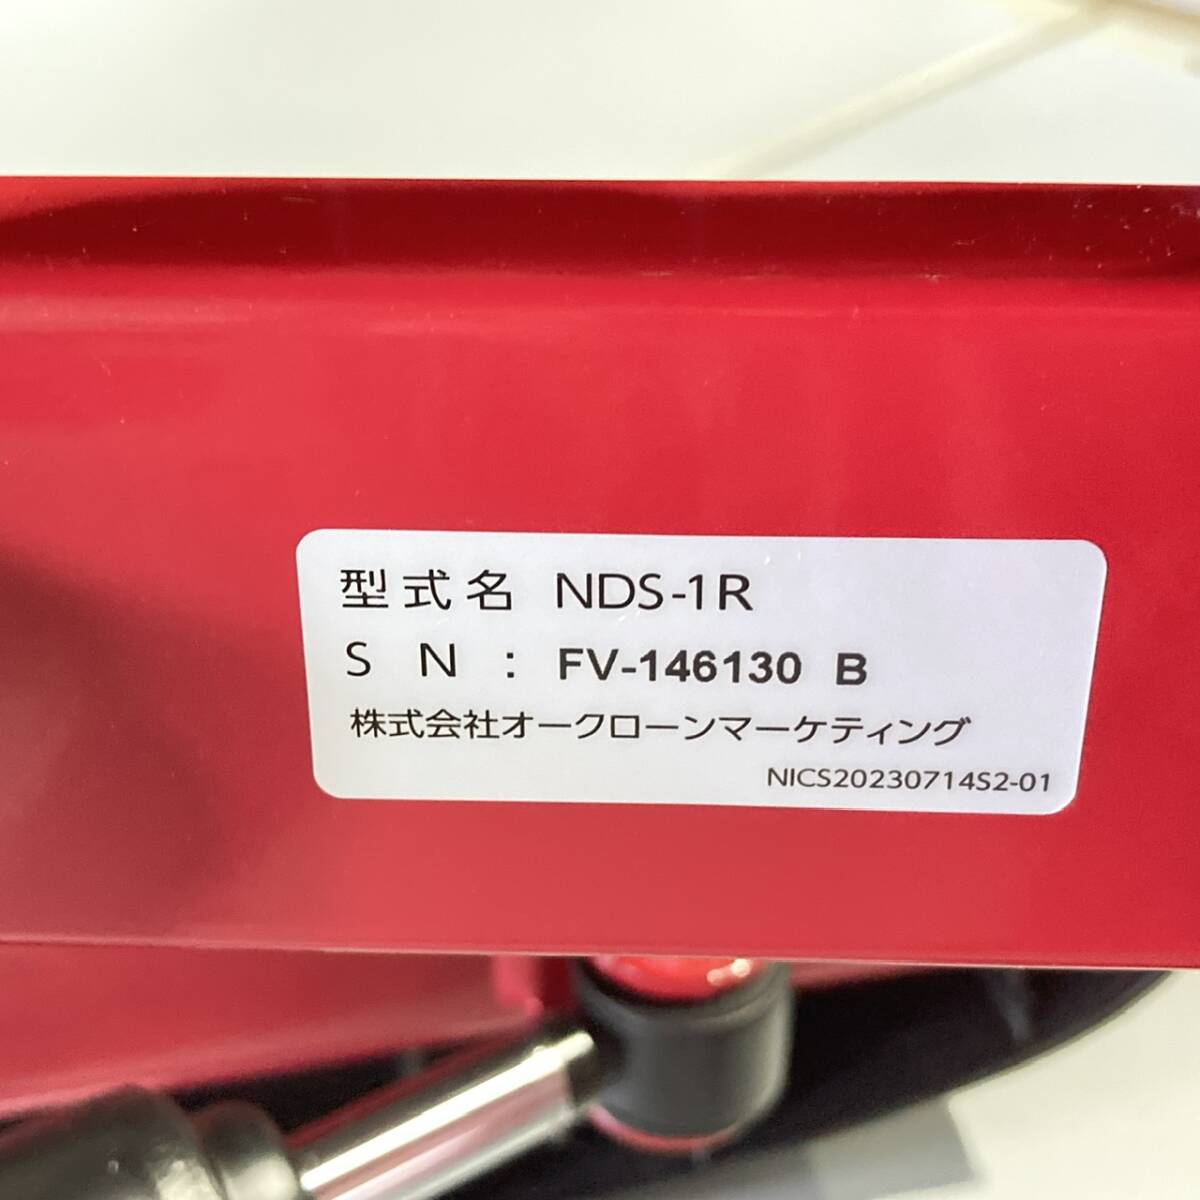 型式名 NDS-1R
S N : FV-146130 B
株式会社オークローンマーケティング
NICS20230714S2-01